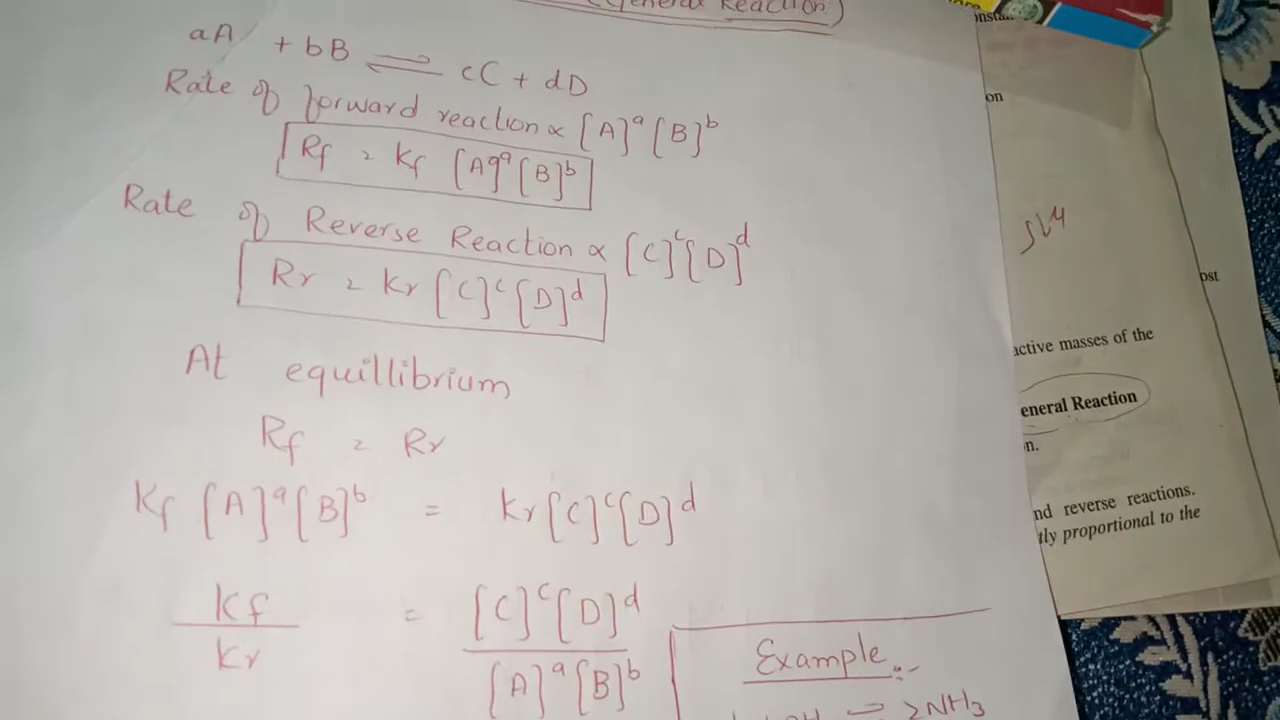 (General Reaction)
aA + bB ⇌ cC + dD
Rate of forward reaction ∝ [A]ᵃ [B]ᵇ
Rf = Kf [A]ᵃ [B]ᵇ
Rate of Reverse Reaction ∝ [C]ᶜ [D]ᵈ
Rr = Kr [C]ᶜ [D]ᵈ
At equillibrium
Rf = Rr
Kf [A]ᵃ [B]ᵇ = Kr [C]ᶜ [D]ᵈ
Kf / Kr = [C]ᶜ [D]ᵈ / [A]ᵃ [B]ᵇ
Example:-
⇌ 2NH₃
on
ost
active masses of the
eneral Reaction
n.
nd reverse reactions.
tly proportional to the